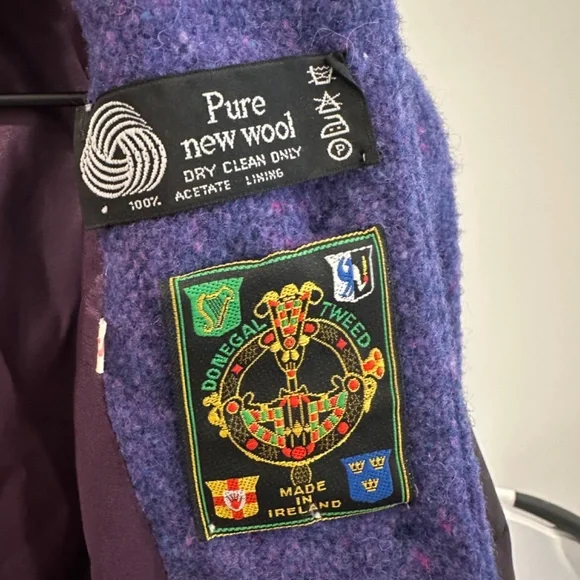 Pure
new wool
DRY CLEAN ONLY
100% ACETATE LINING
P
DONEGAL TWEED
MADE
IN
IRELAND